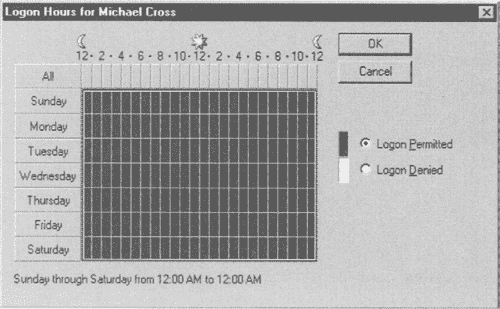 Logon Hours for Michael Cross
12 · 2 · 4 · 6 · 8 · 10 · 12 · 2 · 4 · 6 · 8 · 10 · 12
OK
Cancel
All
Sunday
Monday
Tuesday
Wednesday
Thursday
Friday
Saturday
Logon Permitted
Logon Denied
Sunday through Saturday from 12:00 AM to 12:00 AM